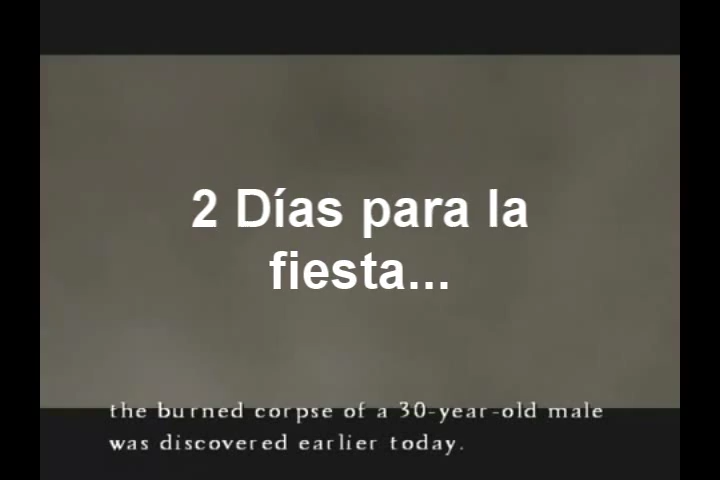 2 Días para la
fiesta...
the burned corpse of a 30-year-old male
was discovered earlier today.